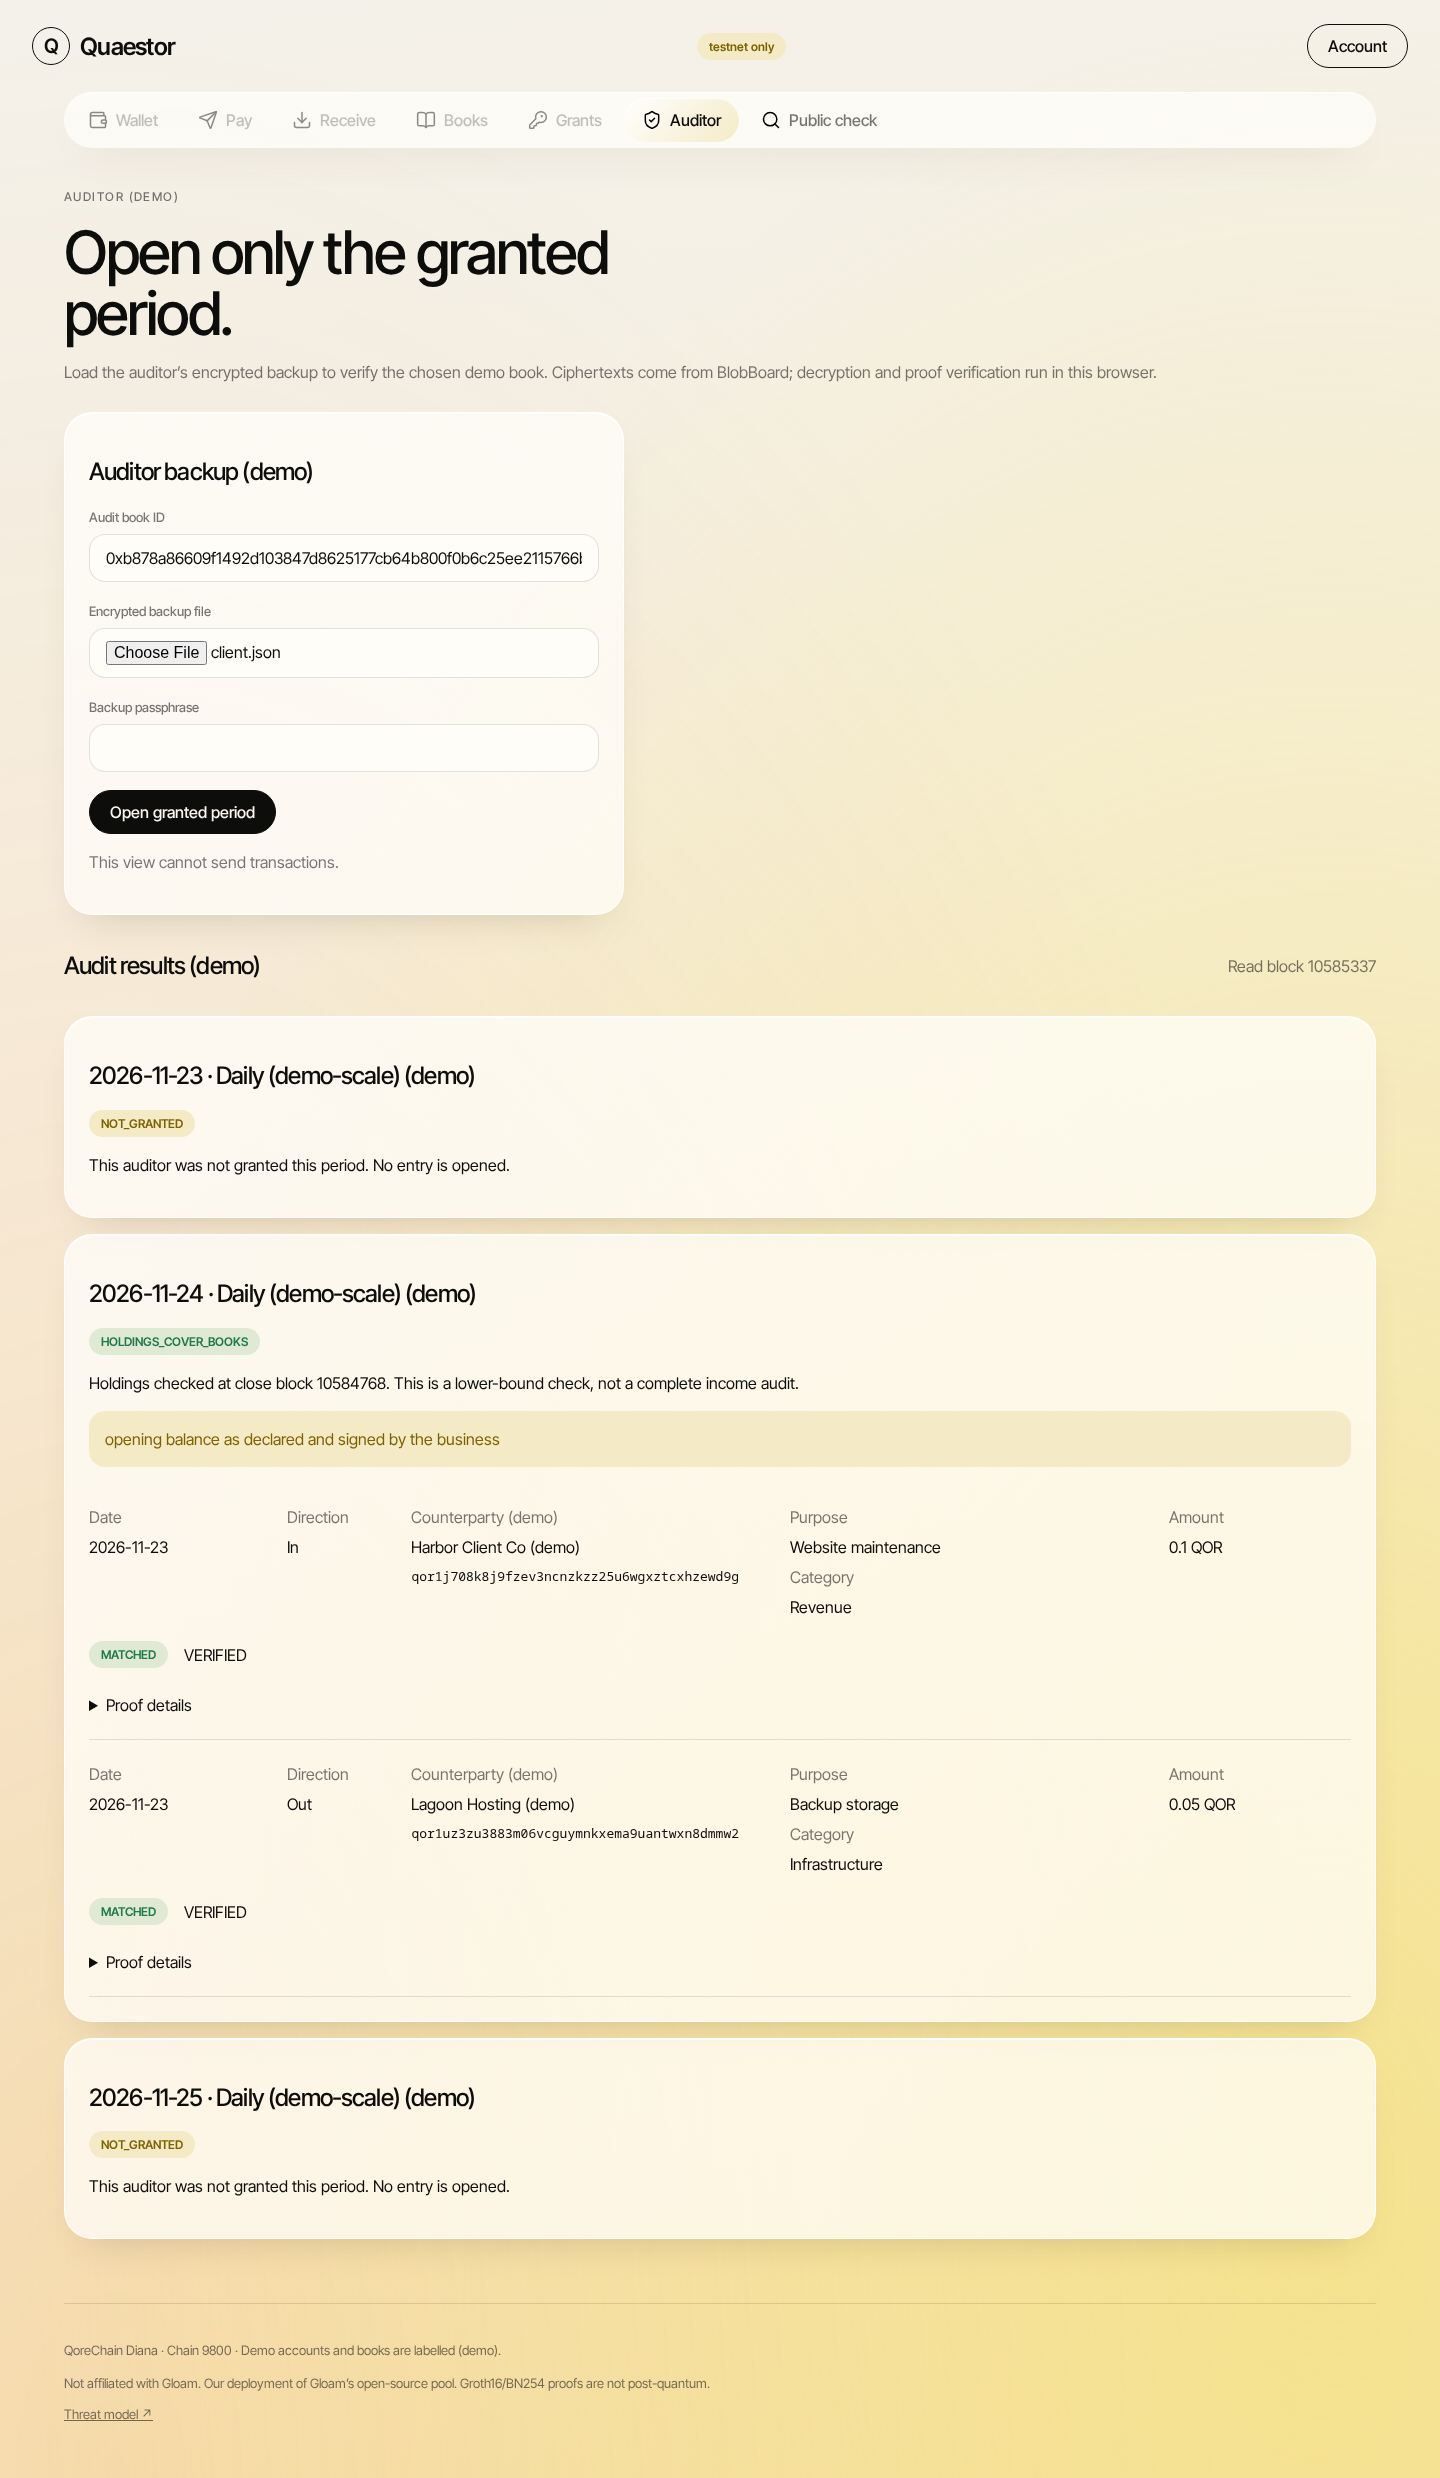 Q Quaestor
testnet only
Account
Wallet Pay Receive Books Grants Auditor Public check
AUDITOR (DEMO)
Open only the granted
period.
Load the auditor’s encrypted backup to verify the chosen demo book. Ciphertexts come from BlobBoard; decryption and proof verification run in this browser.
Auditor backup (demo)
Audit book ID
0xb878a86609f1492d103847d8625177cb64b800f0b6c25ee2115766
Encrypted backup file
Choose File client.json
Backup passphrase
Open granted period
This view cannot send transactions.
Audit results (demo)
Read block 10585337
2026-11-23 · Daily (demo-scale) (demo)
NOT_GRANTED
This auditor was not granted this period. No entry is opened.
2026-11-24 · Daily (demo-scale) (demo)
HOLDINGS_COVER_BOOKS
Holdings checked at close block 10584768. This is a lower-bound check, not a complete income audit.
opening balance as declared and signed by the business
Date Direction Counterparty (demo) Purpose Amount
2026-11-23 In Harbor Client Co (demo) Website maintenance 0.1 QOR
qor1j708k8j9fzev3ncnzkzz25u6wgxztcxhzewd9g Category
Revenue
MATCHED VERIFIED
▶ Proof details
Date Direction Counterparty (demo) Purpose Amount
2026-11-23 Out Lagoon Hosting (demo) Backup storage 0.05 QOR
qor1uz3zu3883m06vcguymnkxema9uantwxn8dmmw2 Category
Infrastructure
MATCHED VERIFIED
▶ Proof details
2026-11-25 · Daily (demo-scale) (demo)
NOT_GRANTED
This auditor was not granted this period. No entry is opened.
QoreChain Diana · Chain 9800 · Demo accounts and books are labelled (demo).
Not affiliated with Gloam. Our deployment of Gloam’s open-source pool. Groth16/BN254 proofs are not post-quantum.
Threat model ↗